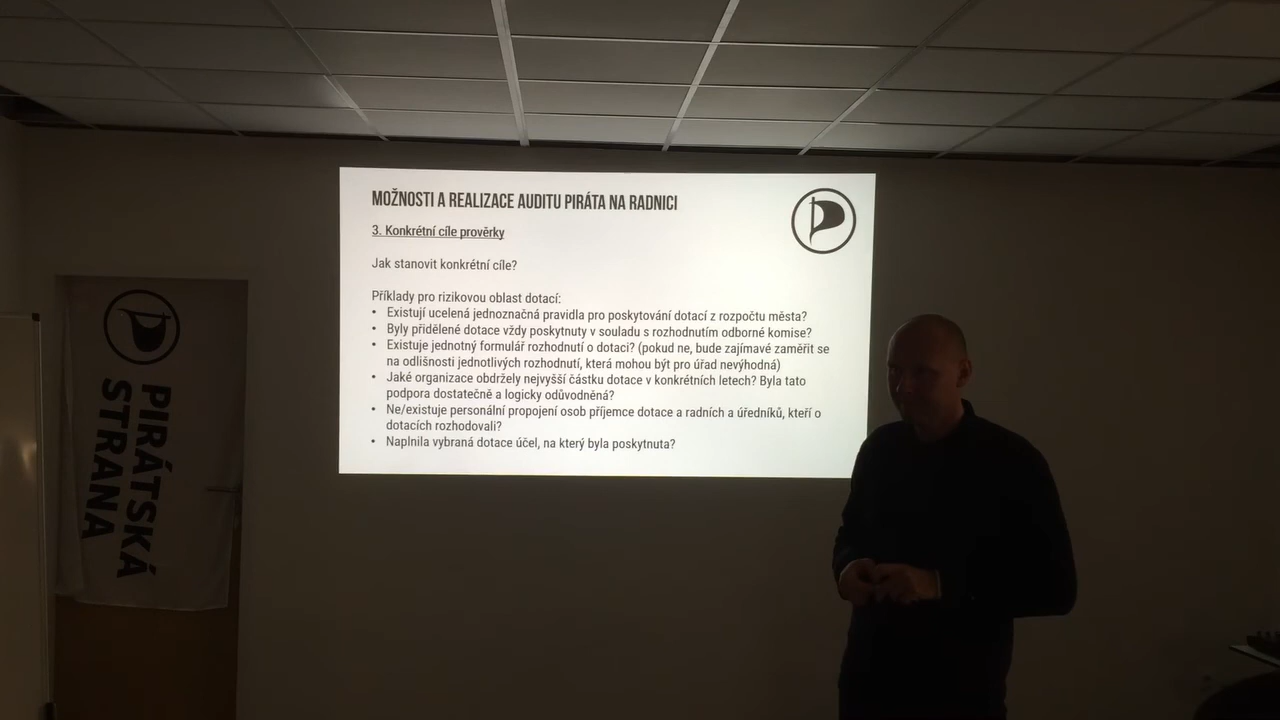 MOŽNOSTI A REALIZACE AUDITU PIRÁTA NA RADNICI
3. Konkrétní cíle prověrky
Jak stanovit konkrétní cíle?
Příklady pro rizikovou oblast dotací:
• Existují ucelená jednoznačná pravidla pro poskytování dotací z rozpočtu města?
• Byly přidělené dotace vždy poskytnuty v souladu s rozhodnutím odborné komise?
• Existuje jednotný formulář rozhodnutí o dotaci? (pokud ne, bude zajímavé zaměřit se
na odlišnosti jednotlivých rozhodnutí, která mohou být pro úřad nevýhodná)
• Jaké organizace obdržely nejvyšší částku dotace v konkrétních letech? Byla tato
podpora dostatečně a logicky odůvodněná?
• Ne/existuje personální propojení osob příjemce dotace a radních a úředníků, kteří o
dotacích rozhodovali?
• Naplnila vybraná dotace účel, na který byla poskytnuta?
PIRÁTSKÁ
STRANA